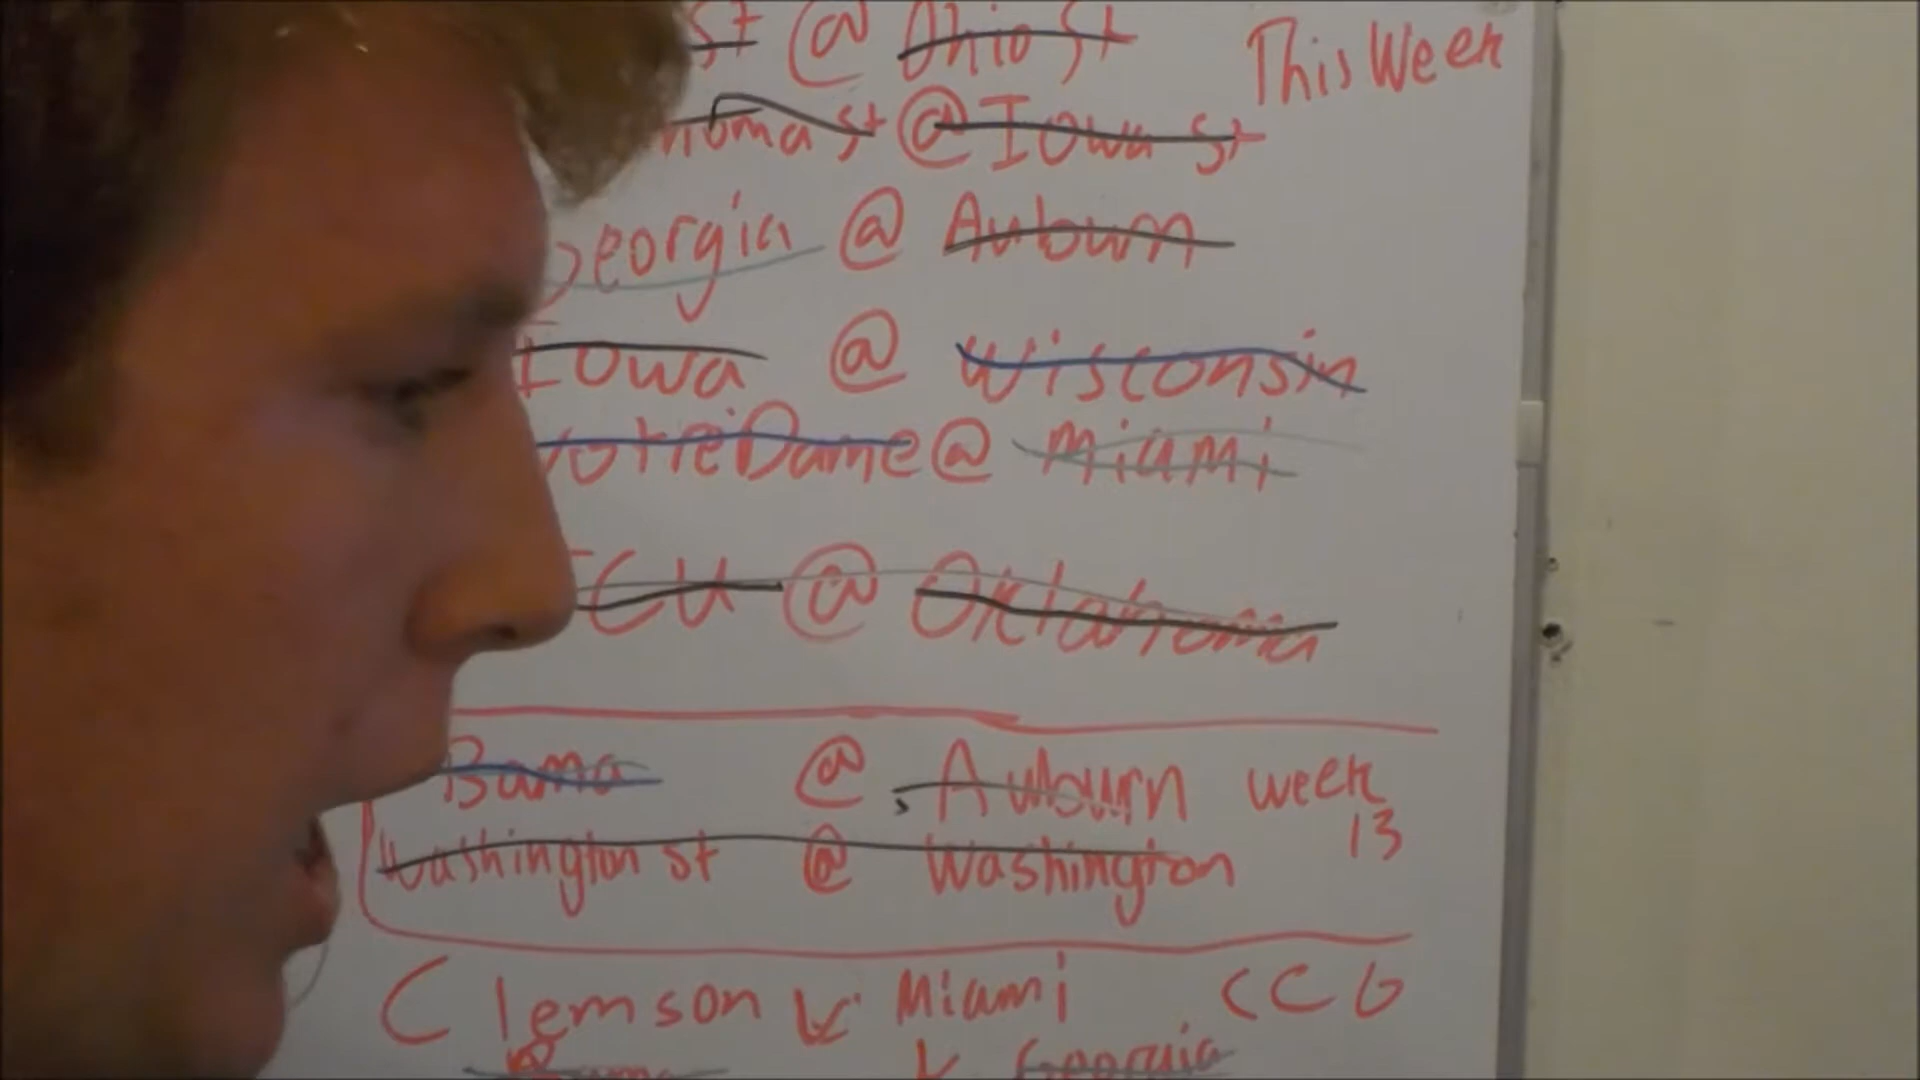 st @ Ohio St This Week
homa st @ Iowa St
Georgia @ Auburn
Iowa @ Wisconsin
otre Dame @ Miami
TCU @ Oklahoma
Bama @ Auburn week 13
Washington st @ Washington
Clemson v Miami CCG
Bama v Georgia